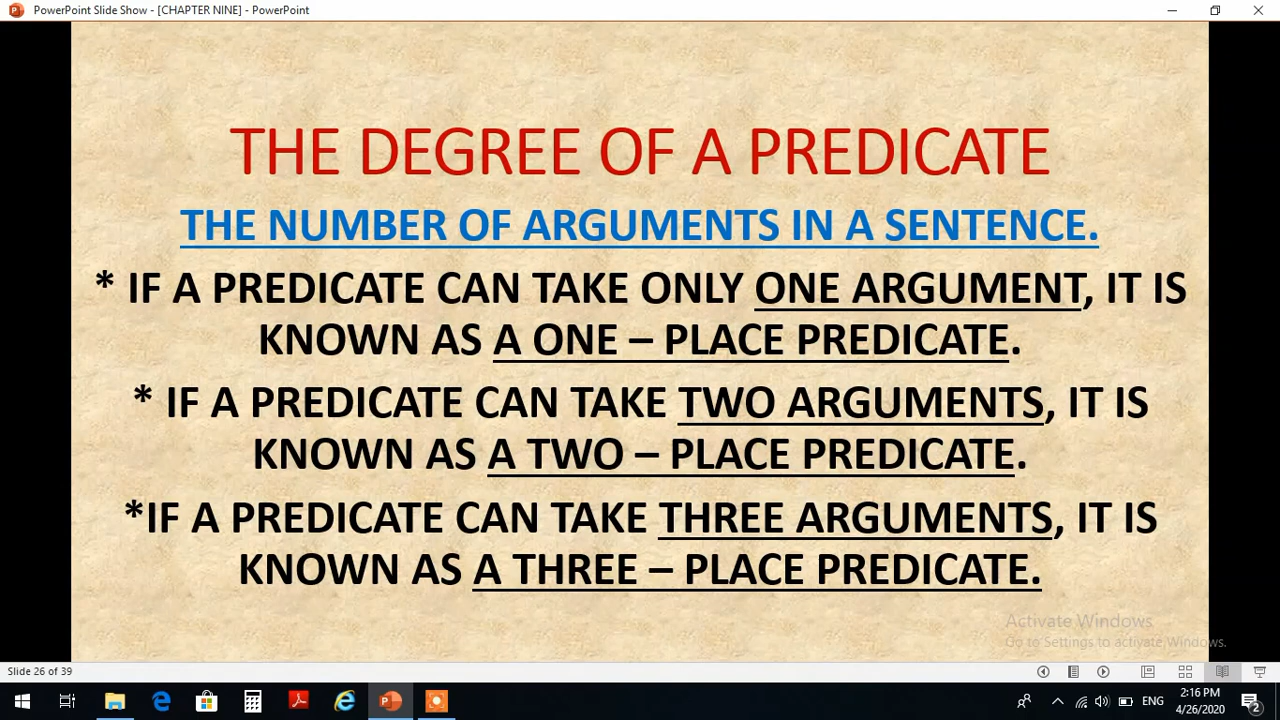 PowerPoint Slide Show - [CHAPTER NINE] - PowerPoint
THE DEGREE OF A PREDICATE
THE NUMBER OF ARGUMENTS IN A SENTENCE.
* IF A PREDICATE CAN TAKE ONLY ONE ARGUMENT, IT IS
KNOWN AS A ONE – PLACE PREDICATE.
* IF A PREDICATE CAN TAKE TWO ARGUMENTS, IT IS
KNOWN AS A TWO – PLACE PREDICATE.
*IF A PREDICATE CAN TAKE THREE ARGUMENTS, IT IS
KNOWN AS A THREE – PLACE PREDICATE.
Activate Windows
Go to Settings to activate Windows.
Slide 26 of 39
ENG
2:16 PM
4/26/2020
2